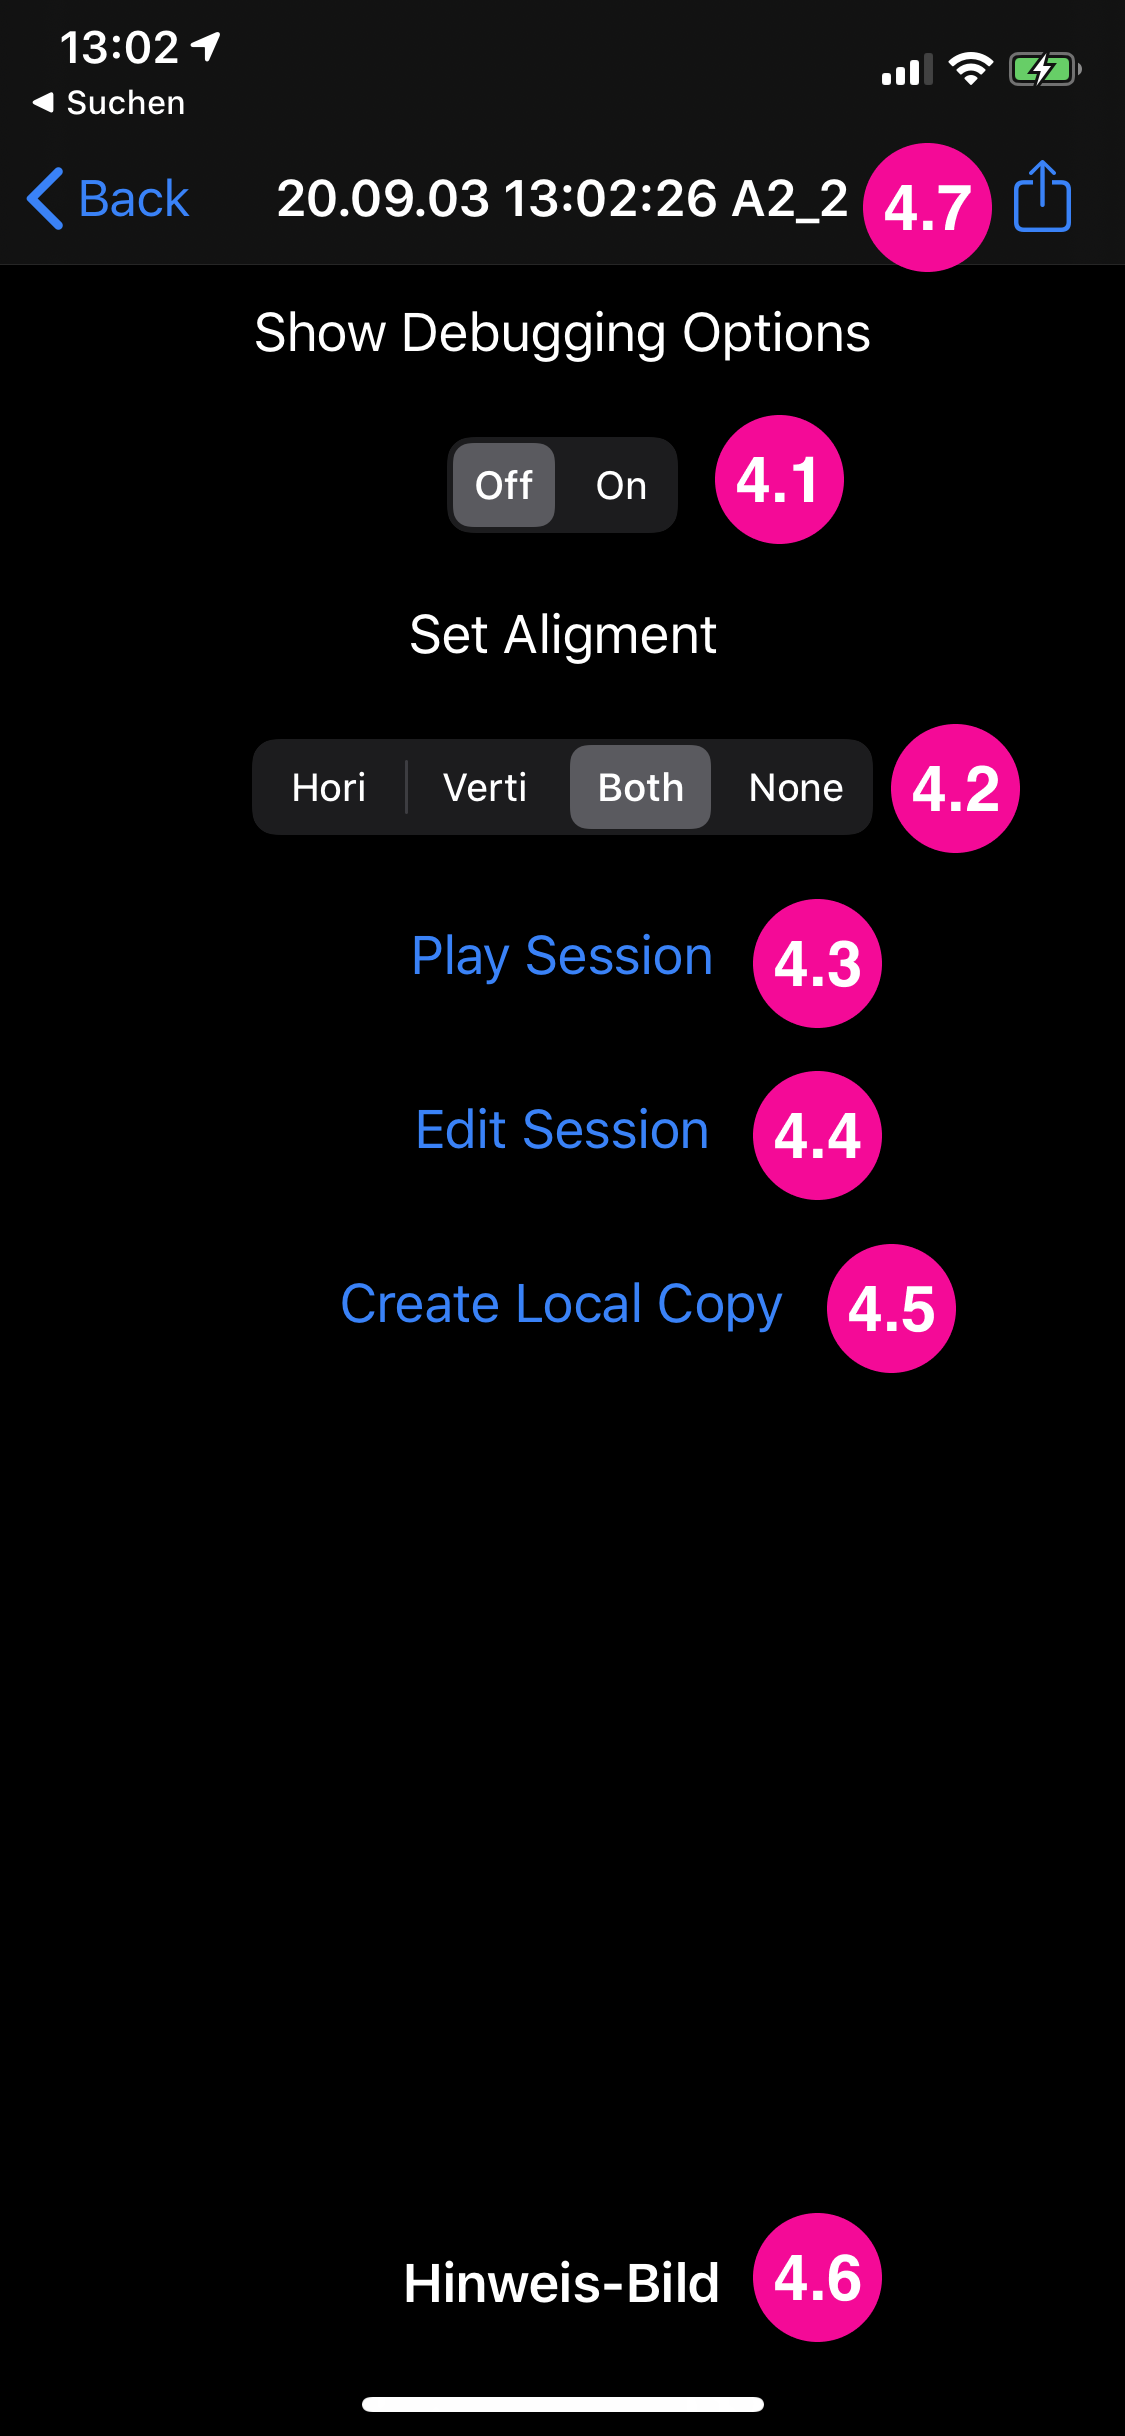 13:02
Suchen
Back 20.09.03 13:02:26 A2_2 4.7
Show Debugging Options
Off On 4.1
Set Aligment
Hori Verti Both None 4.2
Play Session 4.3
Edit Session 4.4
Create Local Copy 4.5
Hinweis-Bild 4.6